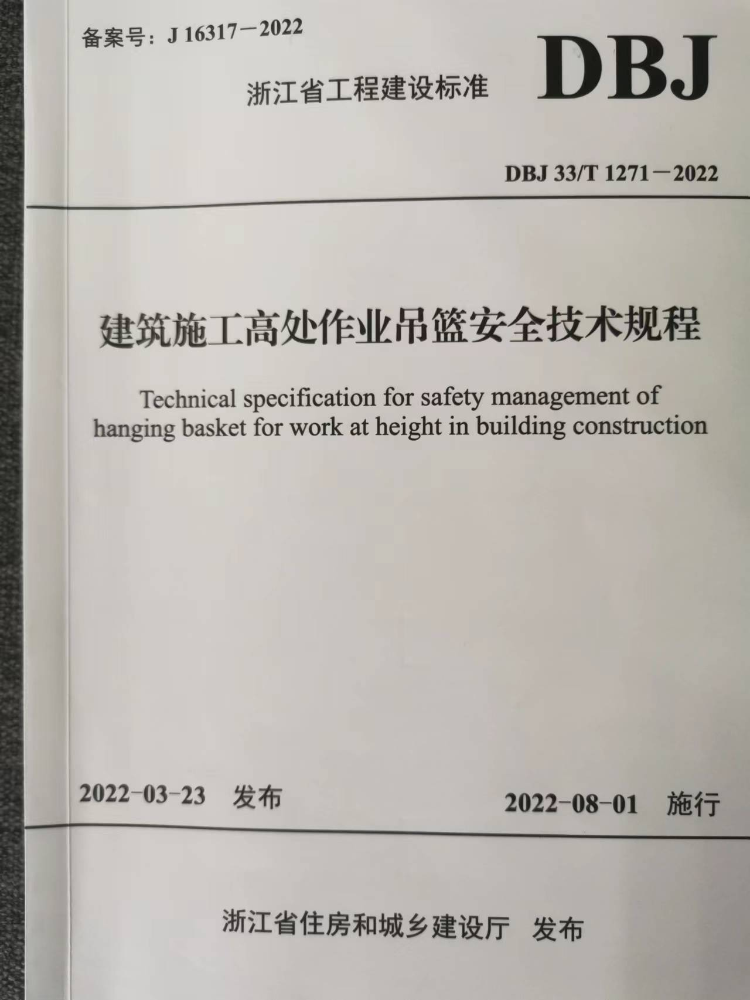 备案号：J 16317－2022
DBJ
浙江省工程建设标准
DBJ 33/T 1271－2022
建筑施工高处作业吊篮安全技术规程
Technical specification for safety management of
hanging basket for work at height in building construction
2022-03-23 发布
2022-08-01 施行
浙江省住房和城乡建设厅 发布